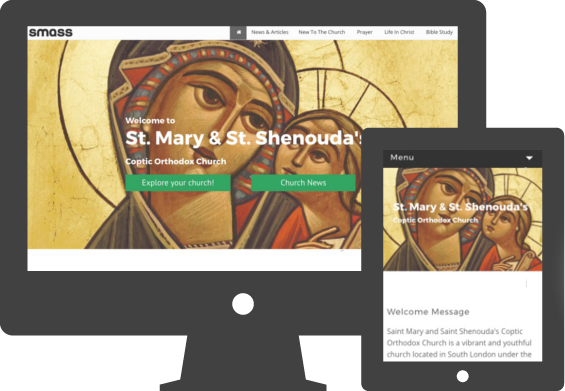 smass
News & Articles New To The Church Prayer Life In Christ Bible Study
Welcome to
St. Mary & St. Shenouda's
Coptic Orthodox Church
Explore your church! Church News
Menu
St. Mary & St. Shenouda's
Coptic Orthodox Church
Welcome Message
Saint Mary and Saint Shenouda's Coptic
Orthodox Church is a vibrant and youthful
church located in South London under the